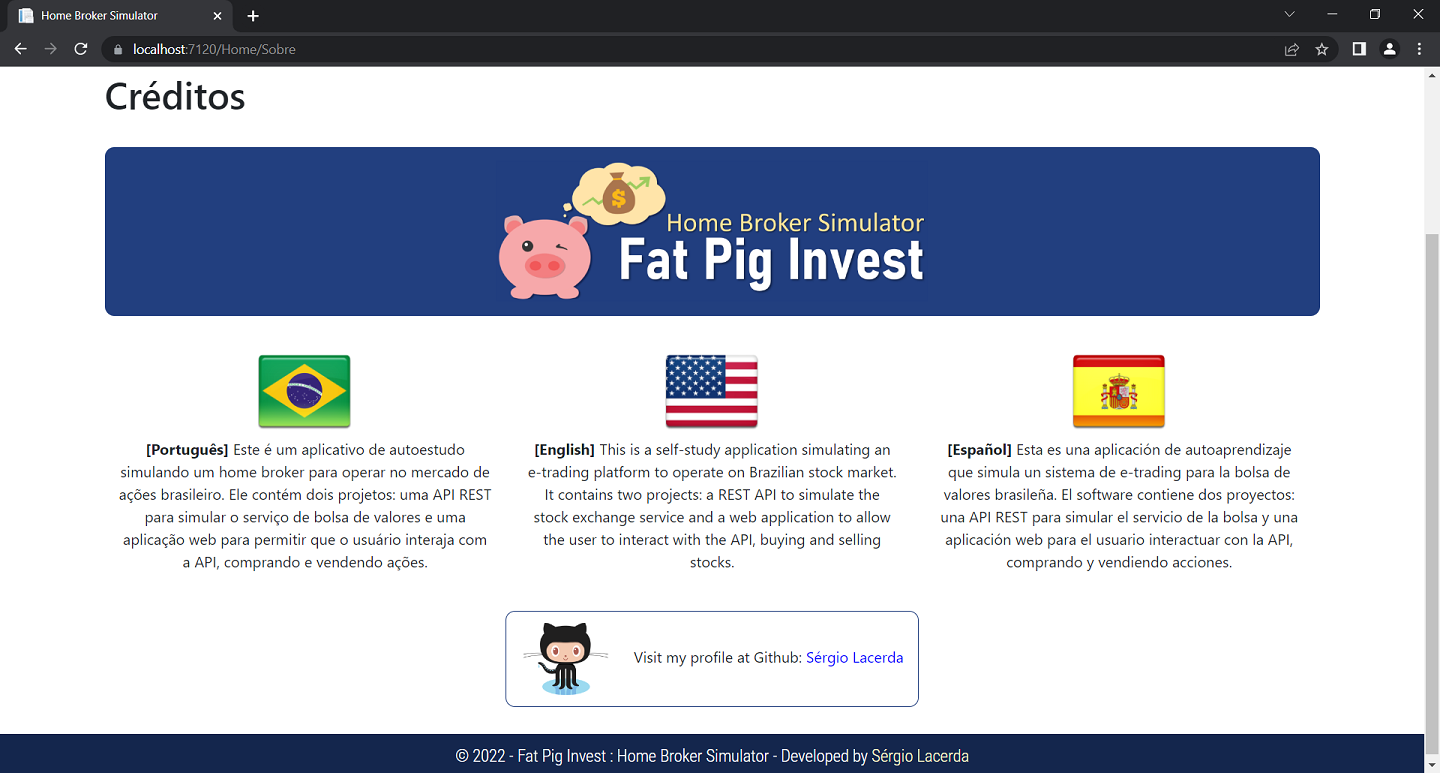 Home Broker Simulator
localhost:7120/Home/Sobre
Créditos
Home Broker Simulator
Fat Pig Invest
[Português] Este é um aplicativo de autoestudo
simulando um home broker para operar no mercado de
ações brasileiro. Ele contém dois projetos: uma API REST
para simular o serviço de bolsa de valores e uma
aplicação web para permitir que o usuário interaja com
a API, comprando e vendendo ações.
[English] This is a self-study application simulating an
e-trading platform to operate on Brazilian stock market.
It contains two projects: a REST API to simulate the
stock exchange service and a web application to allow
the user to interact with the API, buying and selling
stocks.
[Español] Esta es una aplicación de autoaprendizaje
que simula un sistema de e-trading para la bolsa de
valores brasileña. El software contiene dos proyectos:
una API REST para simular el servicio de la bolsa y una
aplicación web para el usuario interactuar con la API,
comprando y vendiendo acciones.
Visit my profile at Github: Sérgio Lacerda
© 2022 - Fat Pig Invest : Home Broker Simulator - Developed by Sérgio Lacerda